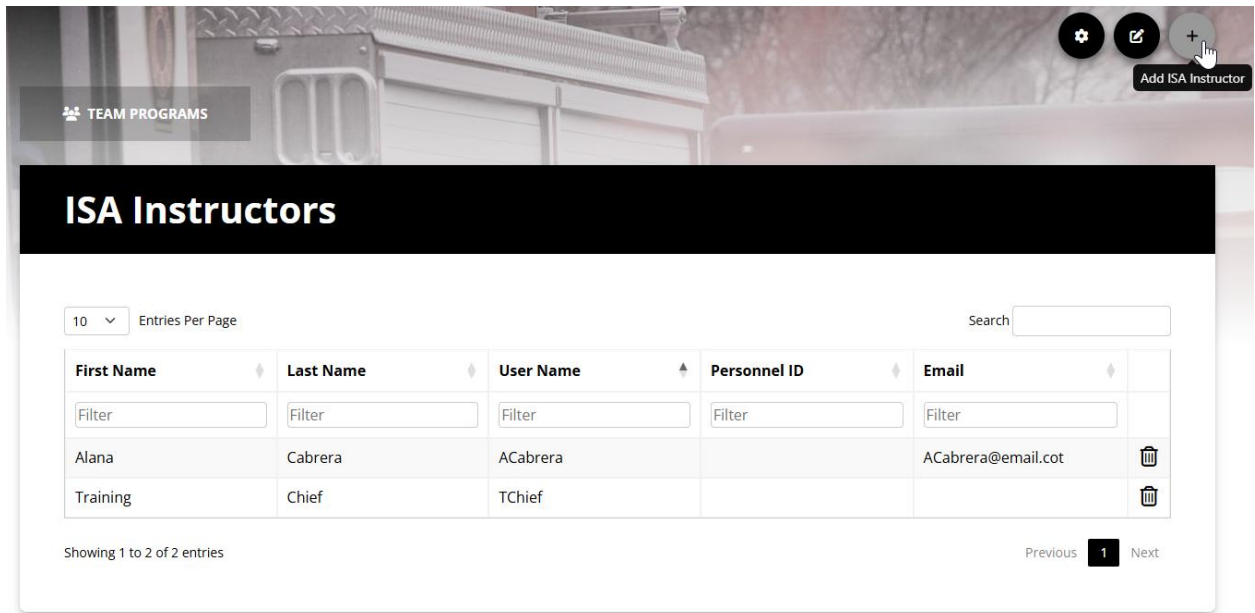 Add ISA Instructor
TEAM PROGRAMS
ISA Instructors
10 Entries Per Page Search
First Name Last Name User Name Personnel ID Email
Filter Filter Filter Filter Filter
Alana Cabrera ACabrera ACabrera@email.cot
Training Chief TChief
Showing 1 to 2 of 2 entries Previous 1 Next